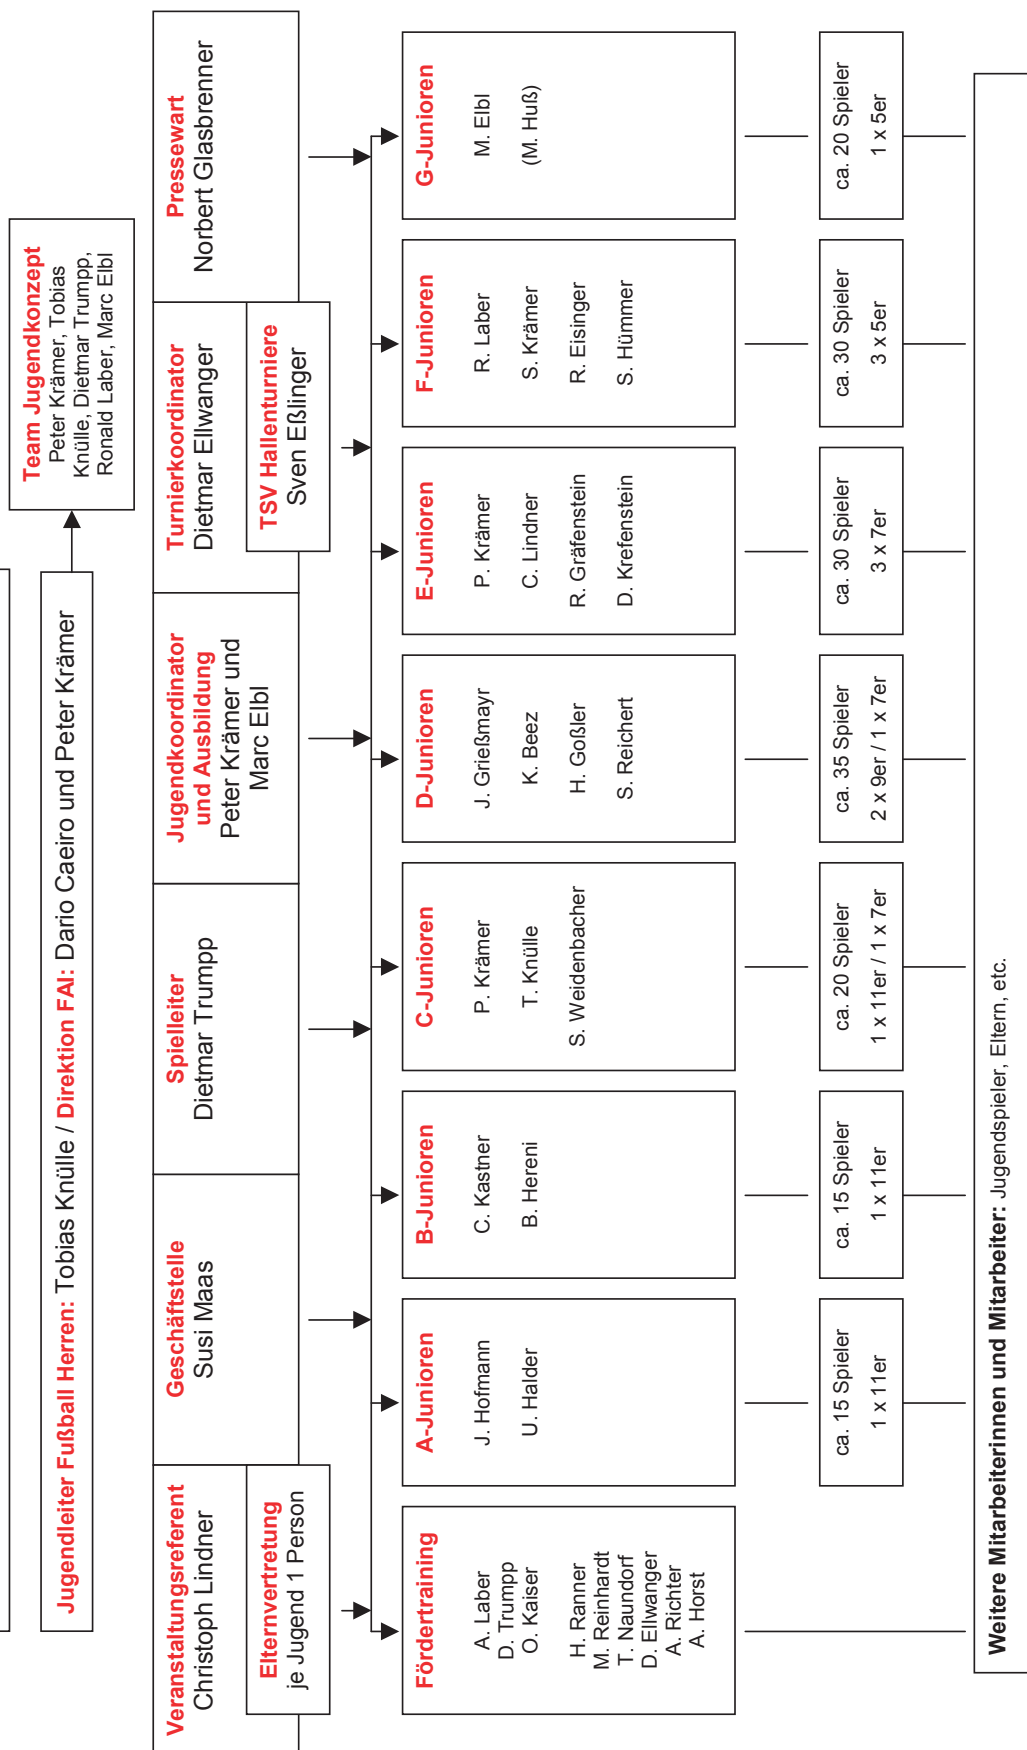 Team Jugendkonzept
Peter Krämer, Tobias
Knülle, Dietmar Trumpp,
Ronald Laber, Marc Elbl
Jugendleiter Fußball Herren: Tobias Knülle / Direktion FAI: Dario Caeiro und Peter Krämer
Veranstaltungsreferent
Christoph Lindner
Elternvertretung
je Jugend 1 Person
Geschäftstelle
Susi Maas
Spielleiter
Dietmar Trumpp
Jugendkoordinator
und Ausbildung
Peter Krämer und
Marc Elbl
Turnierkoordinator
Dietmar Ellwanger
TSV Hallenturniere
Sven Eßlinger
Pressewart
Norbert Glasbrenner
Fördertraining
A. Laber
D. Trumpp
O. Kaiser
H. Ranner
M. Reinhardt
T. Naundorf
D. Ellwanger
A. Richter
A. Horst
A-Junioren
J. Hofmann
U. Halder
B-Junioren
C. Kastner
B. Hereni
C-Junioren
P. Krämer
T. Knülle
S. Weidenbacher
D-Junioren
J. Grießmayr
K. Beez
H. Goßler
S. Reichert
E-Junioren
P. Krämer
C. Lindner
R. Gräfenstein
D. Krefenstein
F-Junioren
R. Laber
S. Krämer
R. Eisinger
S. Hümmer
G-Junioren
M. Elbl
(M. Huß)
ca. 15 Spieler
1 x 11er
ca. 15 Spieler
1 x 11er
ca. 20 Spieler
1 x 11er / 1 x 7er
ca. 35 Spieler
2 x 9er / 1 x 7er
ca. 30 Spieler
3 x 7er
ca. 30 Spieler
3 x 5er
ca. 20 Spieler
1 x 5er
Weitere Mitarbeiterinnen und Mitarbeiter: Jugendspieler, Eltern, etc.